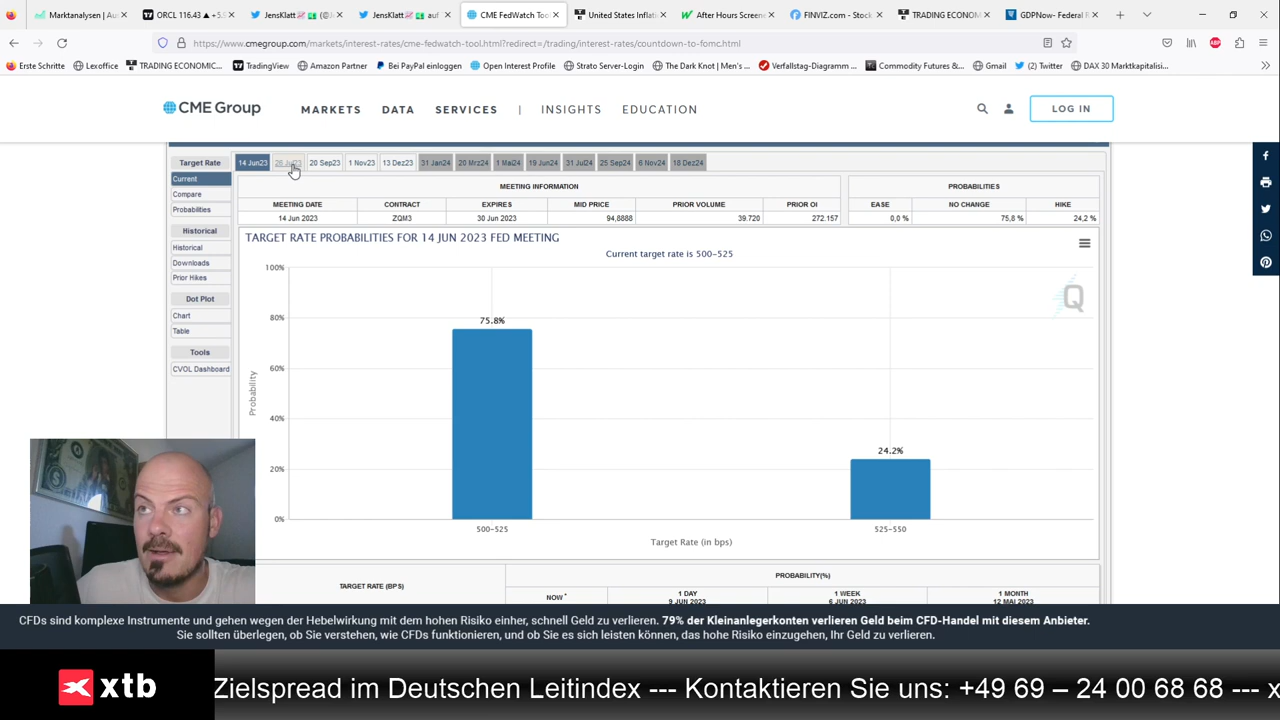 Marktanalysen | Au
ORCL 116.43 ▲ +5.9
JensKlatt
JensKlatt
auf
CME FedWatch Too
United States Inflati
After Hours Screene
FINVIZ.com - Stock
TRADING ECONOM
GDPNow- Federal R
https://www.cmegroup.com/markets/interest-rates/cme-fedwatch-tool.html?redirect=/trading/interest-rates/countdown-to-fomc.html
ABP
Erste Schritte
Lexoffice
TRADING ECONOMIC...
TradingView
Amazon Partner
Bei PayPal einloggen
Open Interest Profile
Strato Server-Login
The Dark Knot | Men's ...
Verfallstag-Diagramm ...
Commodity Futures &...
Gmail
(2) Twitter
DAX 30 Marktkapitalisi...
CME Group
MARKETS
DATA
SERVICES
|
INSIGHTS
EDUCATION
LOG IN
Target Rate
14 Jun23
20 Sep23
1 Nov23
13 Dez23
31 Jan24
20 Mrz24
1 Mai24
19 Jun24
31 Jul24
25 Sep24
6 Nov24
18 Dez24
Current
Compare
Probabilities
Historical
Historical
Downloads
Prior Hikes
Dot Plot
Chart
Table
Tools
CVOL Dashboard
MEETING INFORMATION
MEETING DATE
CONTRACT
EXPIRES
MID PRICE
PRIOR VOLUME
PRIOR OI
14 Jun 2023
ZQM3
30 Jun 2023
94,8888
39.720
272.157
PROBABILITIES
EASE
NO CHANGE
HIKE
0,0 %
75,8 %
24,2 %
TARGET RATE PROBABILITIES FOR 14 JUN 2023 FED MEETING
Current target rate is 500-525
Q
100%
80%
60%
40%
20%
0%
Probability
75.8%
24.2%
500-525
525-550
Target Rate (in bps)
TARGET RATE (BPS)
PROBABILITY(%)
NOW *
1 DAY
9 JUN 2023
1 WEEK
6 JUN 2023
1 MONTH
12 MAI 2023
CFDs sind komplexe Instrumente und gehen wegen der Hebelwirkung mit dem hohen Risiko einher, schnell Geld zu verlieren. 79% der Kleinanlegerkonten verlieren Geld beim CFD-Handel mit diesem Anbieter.
Sie sollten überlegen, ob Sie verstehen, wie CFDs funktionieren, und ob Sie es sich leisten können, das hohe Risiko einzugehen, Ihr Geld zu verlieren.
xtb
Zielspread im Deutschen Leitindex --- Kontaktieren Sie uns: +49 69 – 24 00 68 68 --- x